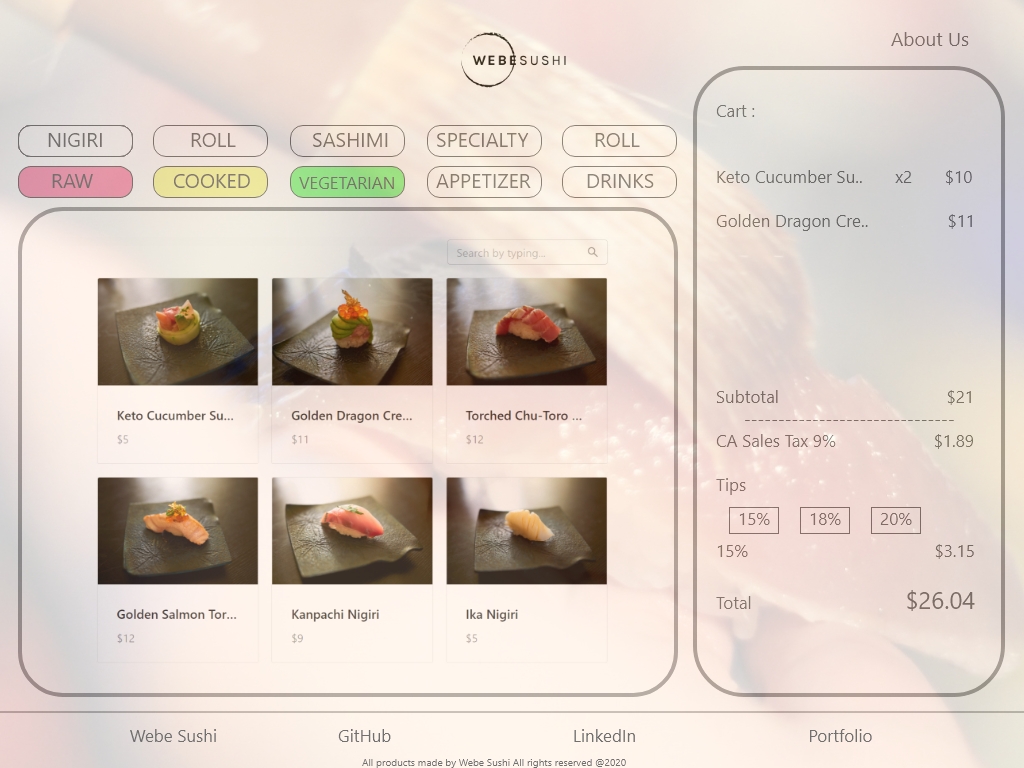 About Us
WEBESUSHI
NIGIRI ROLL SASHIMI SPECIALTY ROLL
RAW COOKED VEGETARIAN APPETIZER DRINKS
Search by typing...
Keto Cucumber Su... Golden Dragon Cre... Torched Chu-Toro ...
$5 $11 $12
Golden Salmon Tor... Kanpachi Nigiri Ika Nigiri
$12 $9 $5
Cart :
Keto Cucumber Su.. x2 $10
Golden Dragon Cre.. $11
Subtotal $21
-------------------------------
CA Sales Tax 9% $1.89
Tips
15% 18% 20%
15% $3.15
Total $26.04
Webe Sushi GitHub LinkedIn Portfolio
All products made by Webe Sushi All rights reserved @2020